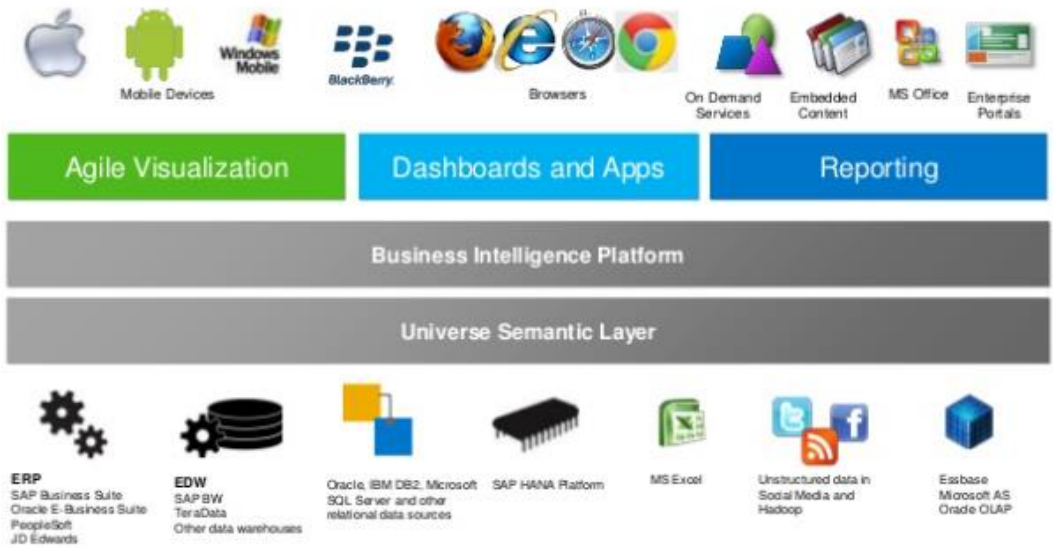 Windows
Mobile
BlackBerry.
Mobile Devices
Browsers
On Demand
Services
Embedded
Content
MS Office
Enterprise
Portals
Agile Visualization
Dashboards and Apps
Reporting
Business Intelligence Platform
Universe Semantic Layer
ERP
SAP Business Suite
Oracle E-Business Suite
PeopleSoft
JD Edwards
EDW
SAP BW
TeraData
Other data warehouses
Oracle, IBM DB2, Microsoft
SQL Server and other
relational data sources
SAP HANA Platform
MS Excel
Unstructured data in
Social Media and
Hadoop
Essbase
Microsoft AS
Oracle OLAP